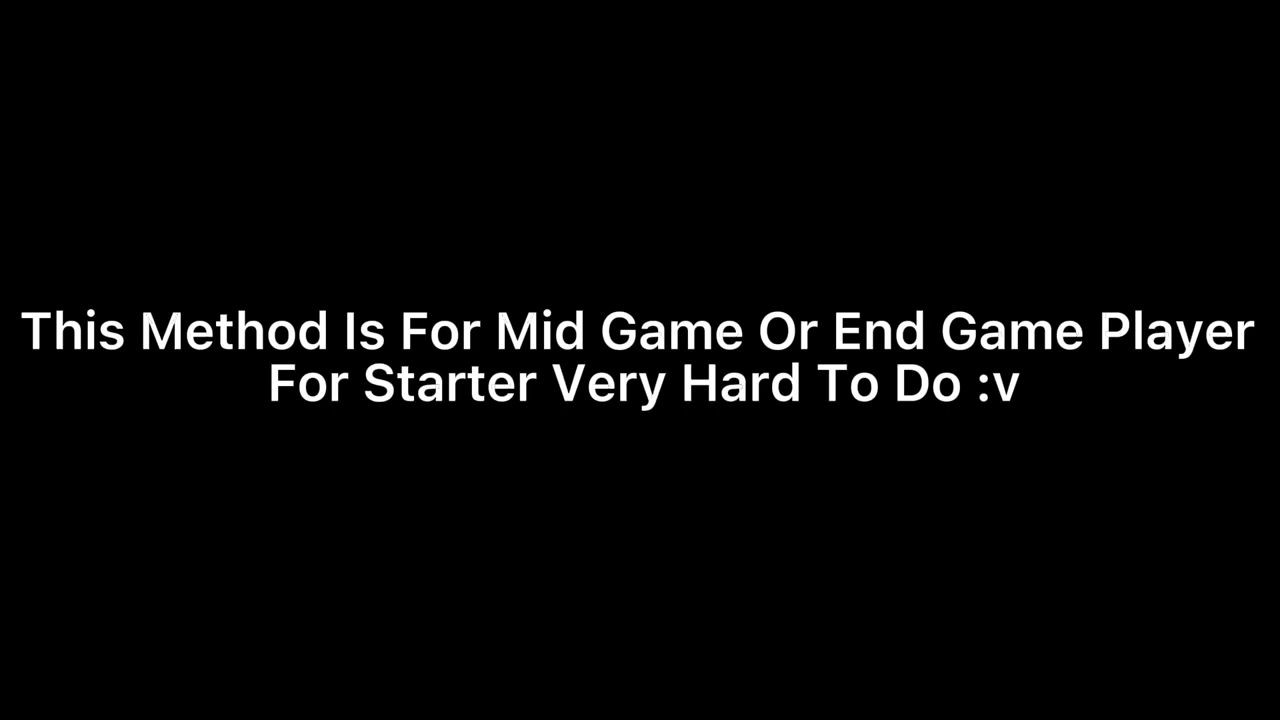 This Method Is For Mid Game Or End Game Player
For Starter Very Hard To Do :v